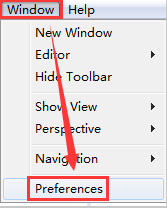 Window Help
New Window
Editor
Hide Toolbar
Show View
Perspective
Navigation
Preferences